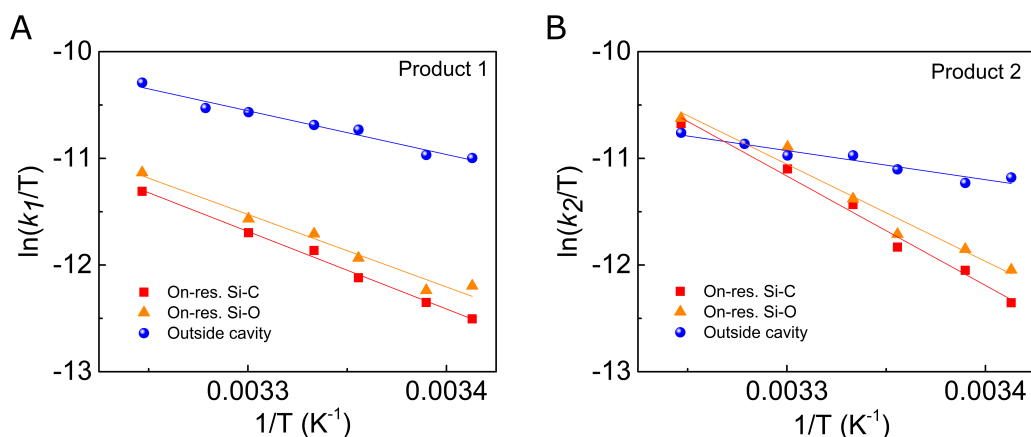 A
ln(k1/T)
-10
-11
-12
-13
Product 1
On-res. Si-C
On-res. Si-O
Outside cavity
0.0033
0.0034
1/T (K-1)
B
ln(k2/T)
-10
-11
-12
-13
Product 2
On-res. Si-C
On-res. Si-O
Outside cavity
0.0033
0.0034
1/T (K-1)